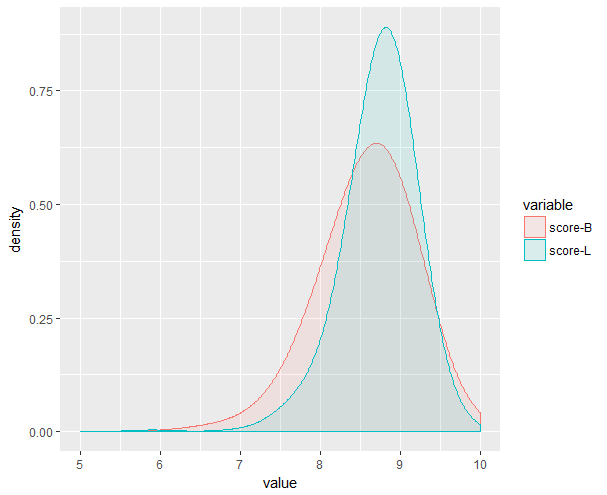 0.75
0.50
0.25
0.00
density
5 6 7 8 9 10
value
variable
score-B
score-L